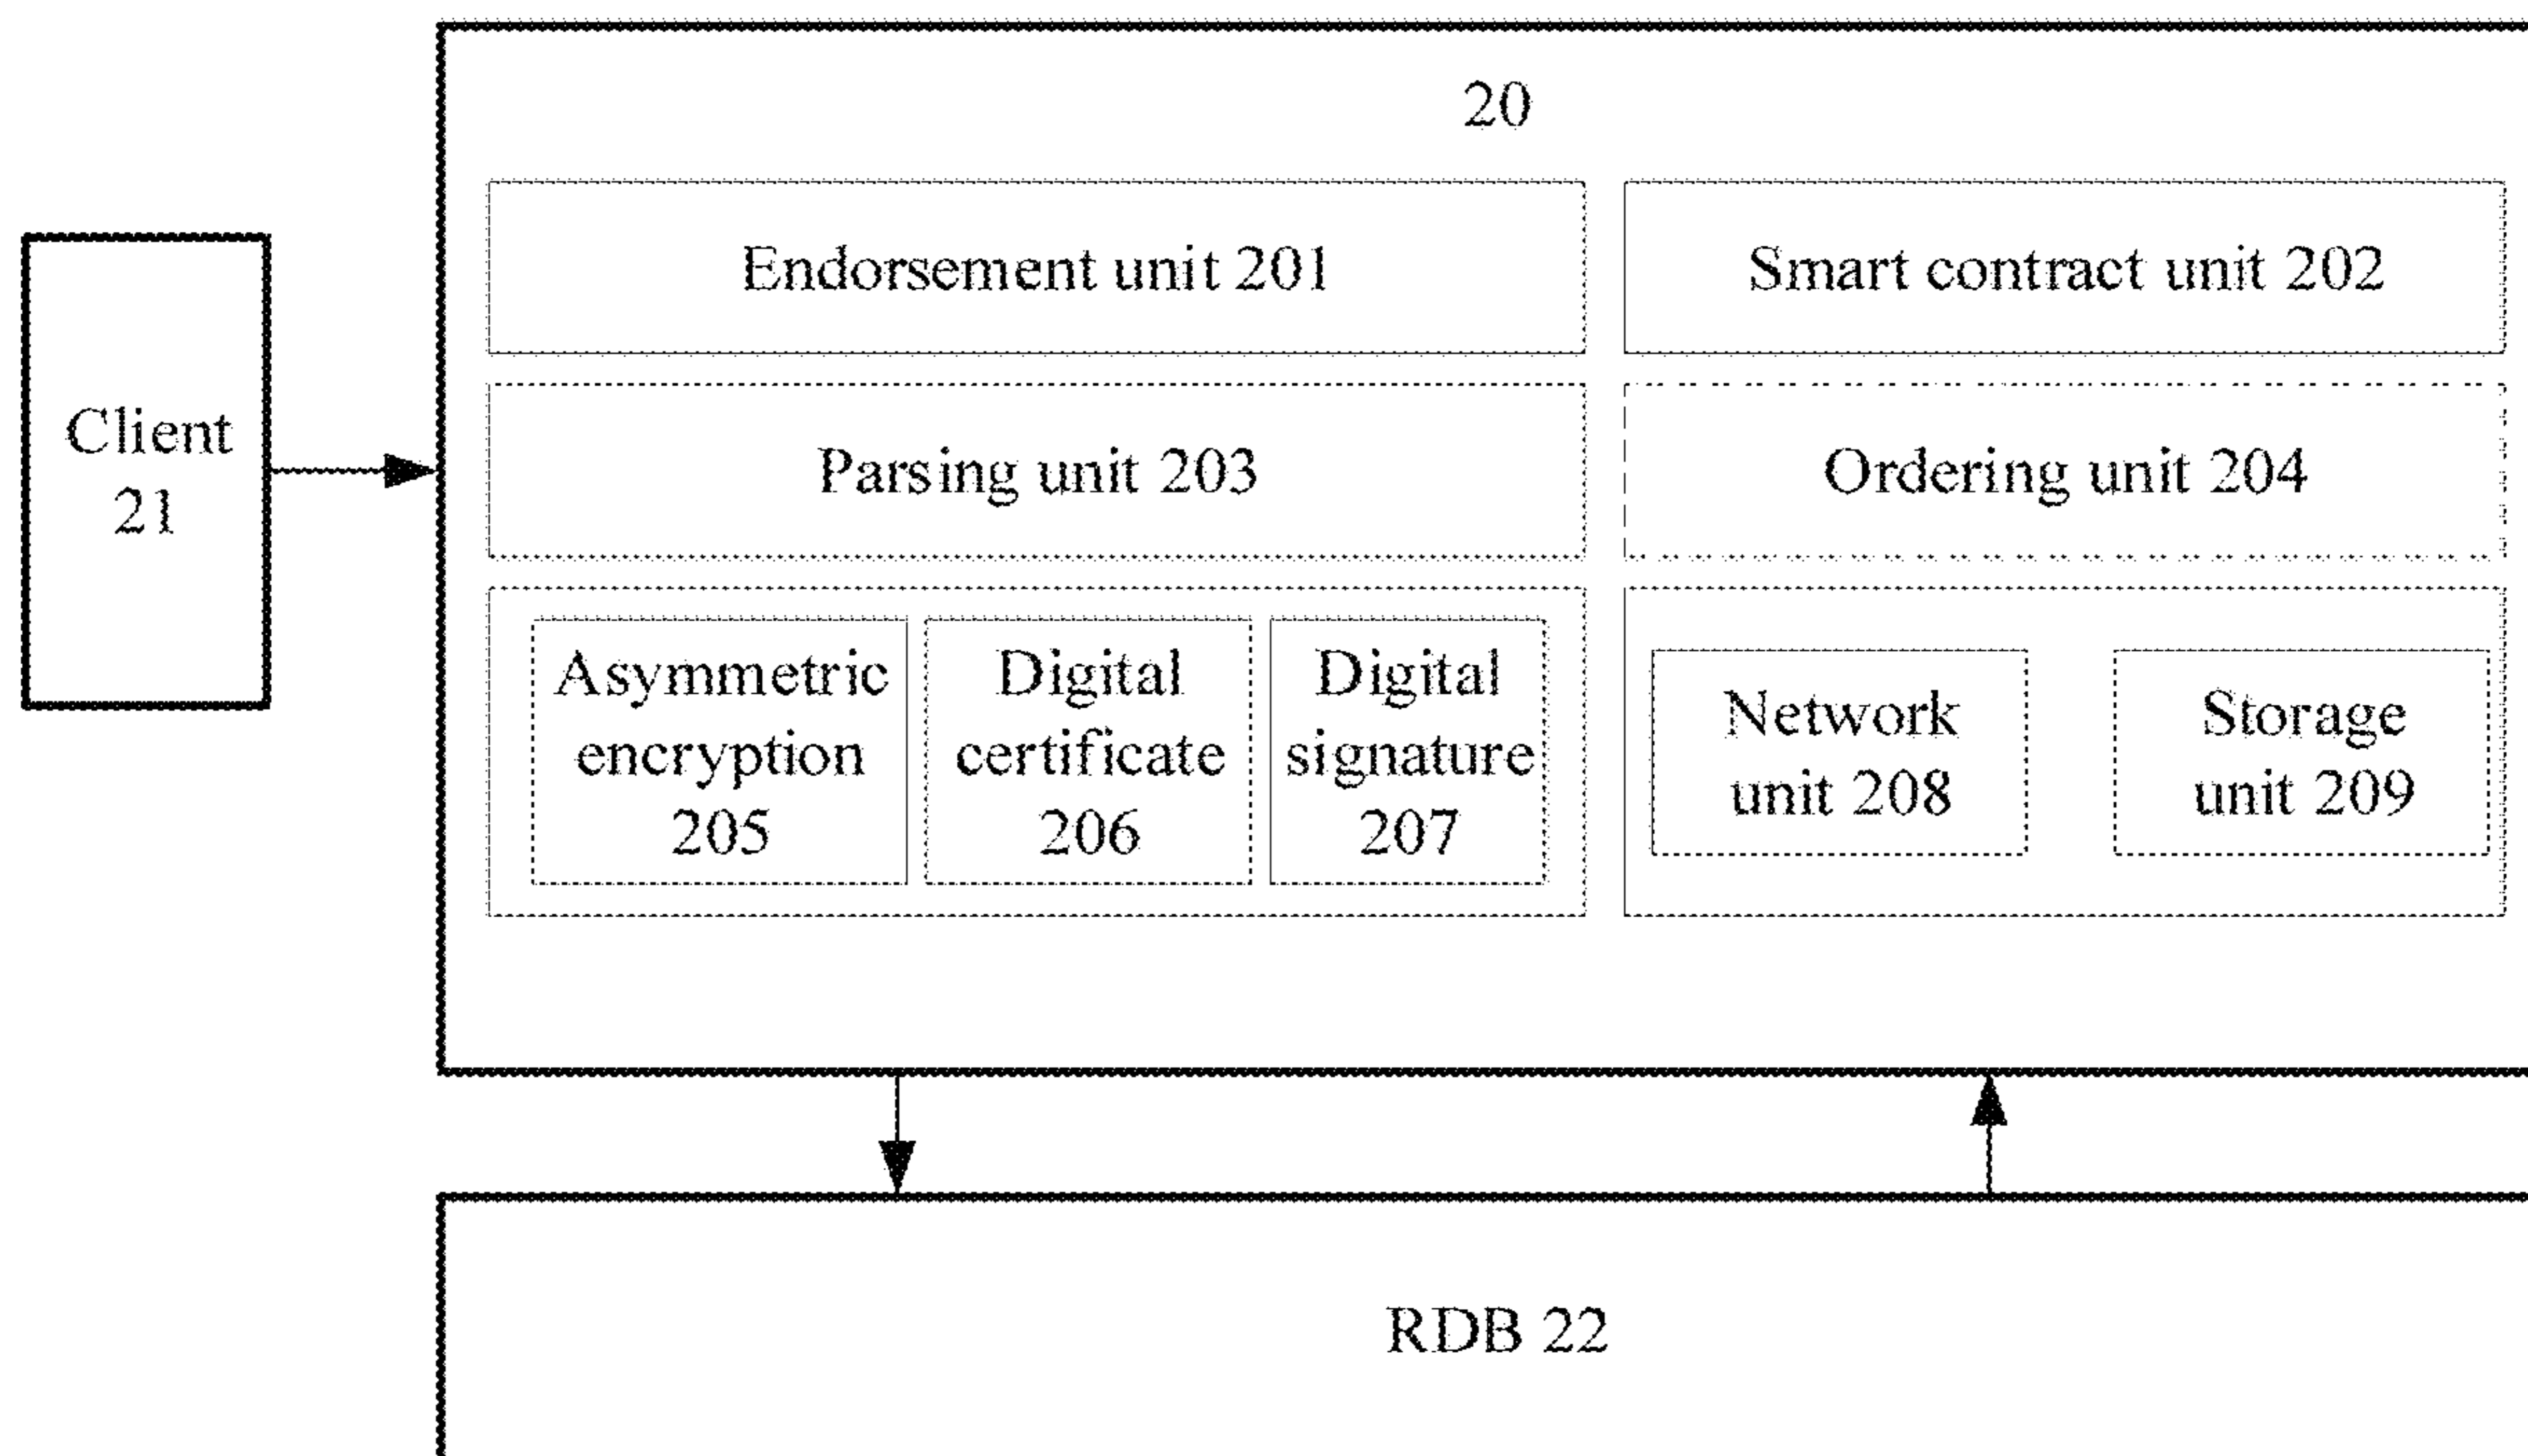 20
Endorsement unit 201
Smart contract unit 202
Client
21
Parsing unit 203
Ordering unit 204
Asymmetric
encryption
205
Digital
certificate
206
Digital
signature
207
Network
unit 208
Storage
unit 209
RDB 22